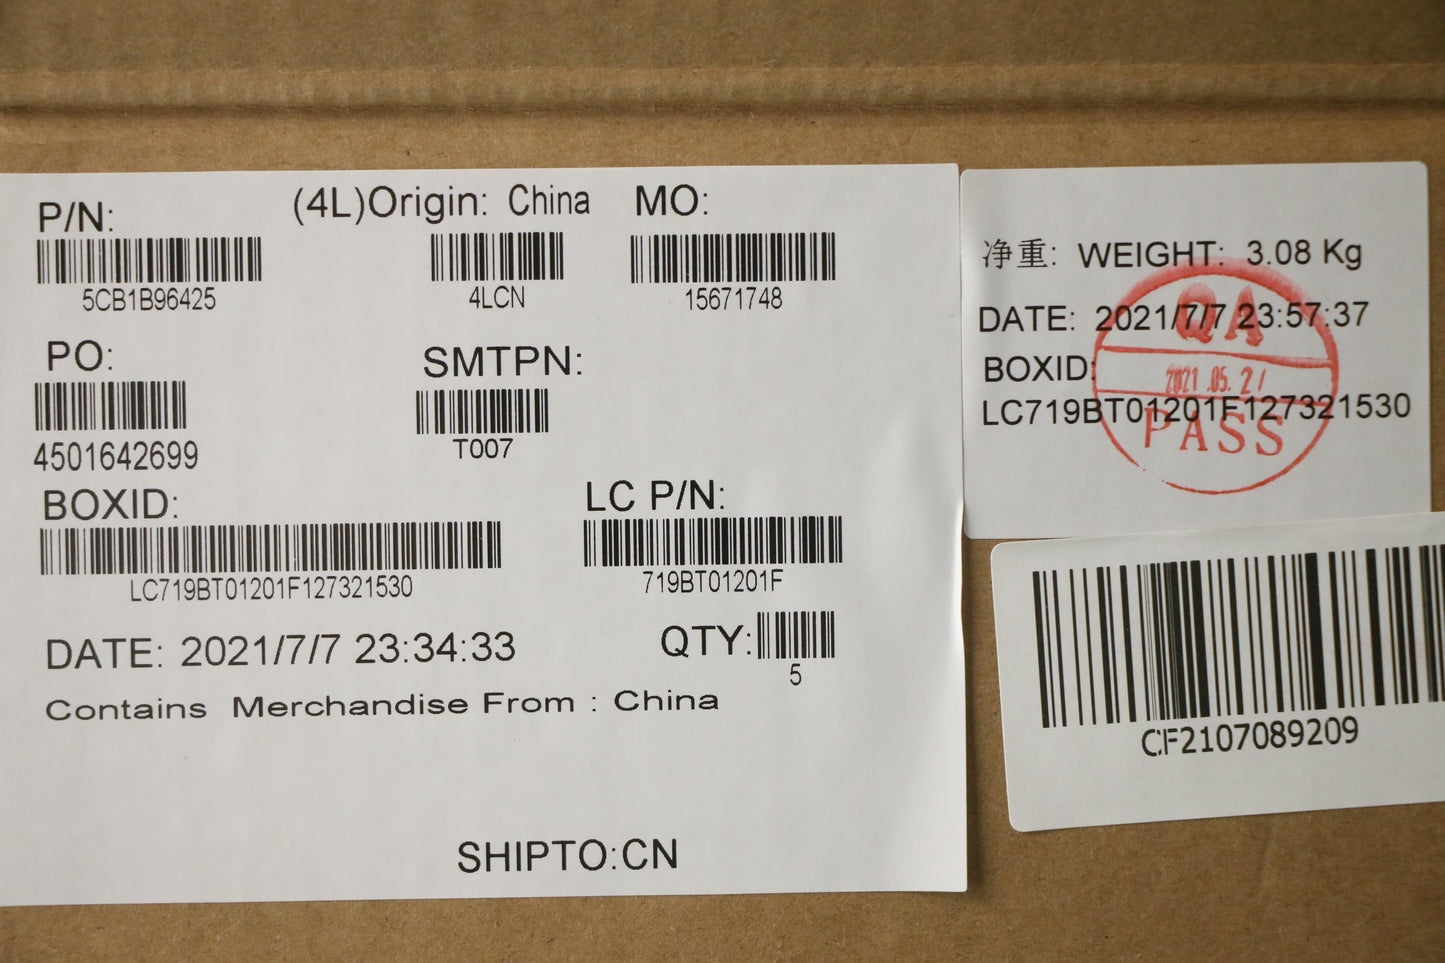 P/N:
5CB1B96425
(4L)Origin: China
4LCN
MO:
15671748
PO:
4501642699
SMTPN:
T007
BOXID:
LC719BT01201F127321530
LC P/N:
719BT01201F
DATE: 2021/7/7 23:34:33
QTY:
5
Contains Merchandise From : China
SHIPTO:CN
净重: WEIGHT: 3.08 Kg
DATE: 2021/7/7 23:57:37
BOXID:
LC719BT01201F127321530
QA
2021.05.21
PASS
CF2107089209